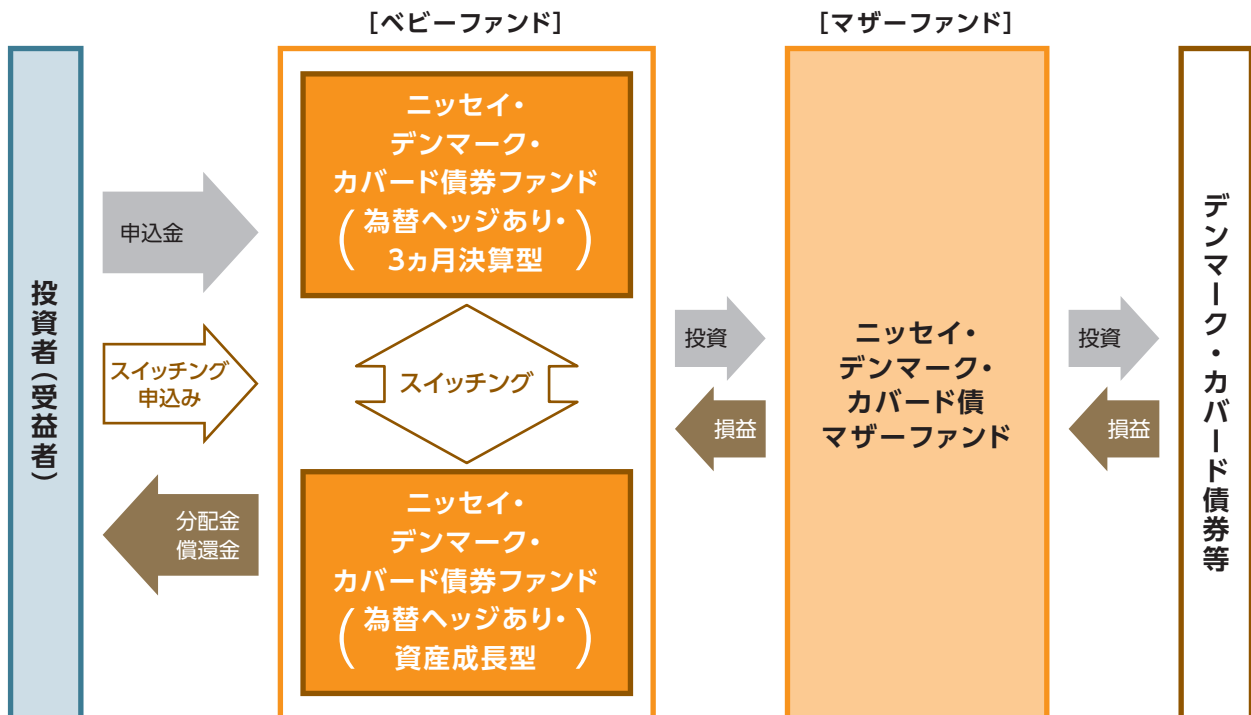 ［ベビーファンド］
［マザーファンド］
投資者（受益者）
申込金
スイッチング
申込み
分配金
償還金
ニッセイ・
デンマーク・
カバード債券ファンド
（為替ヘッジあり・
3ヵ月決算型）
スイッチング
ニッセイ・
デンマーク・
カバード債券ファンド
（為替ヘッジあり・
資産成長型）
投資
損益
ニッセイ・
デンマーク・
カバード債
マザーファンド
投資
損益
デンマーク・カバード債券等